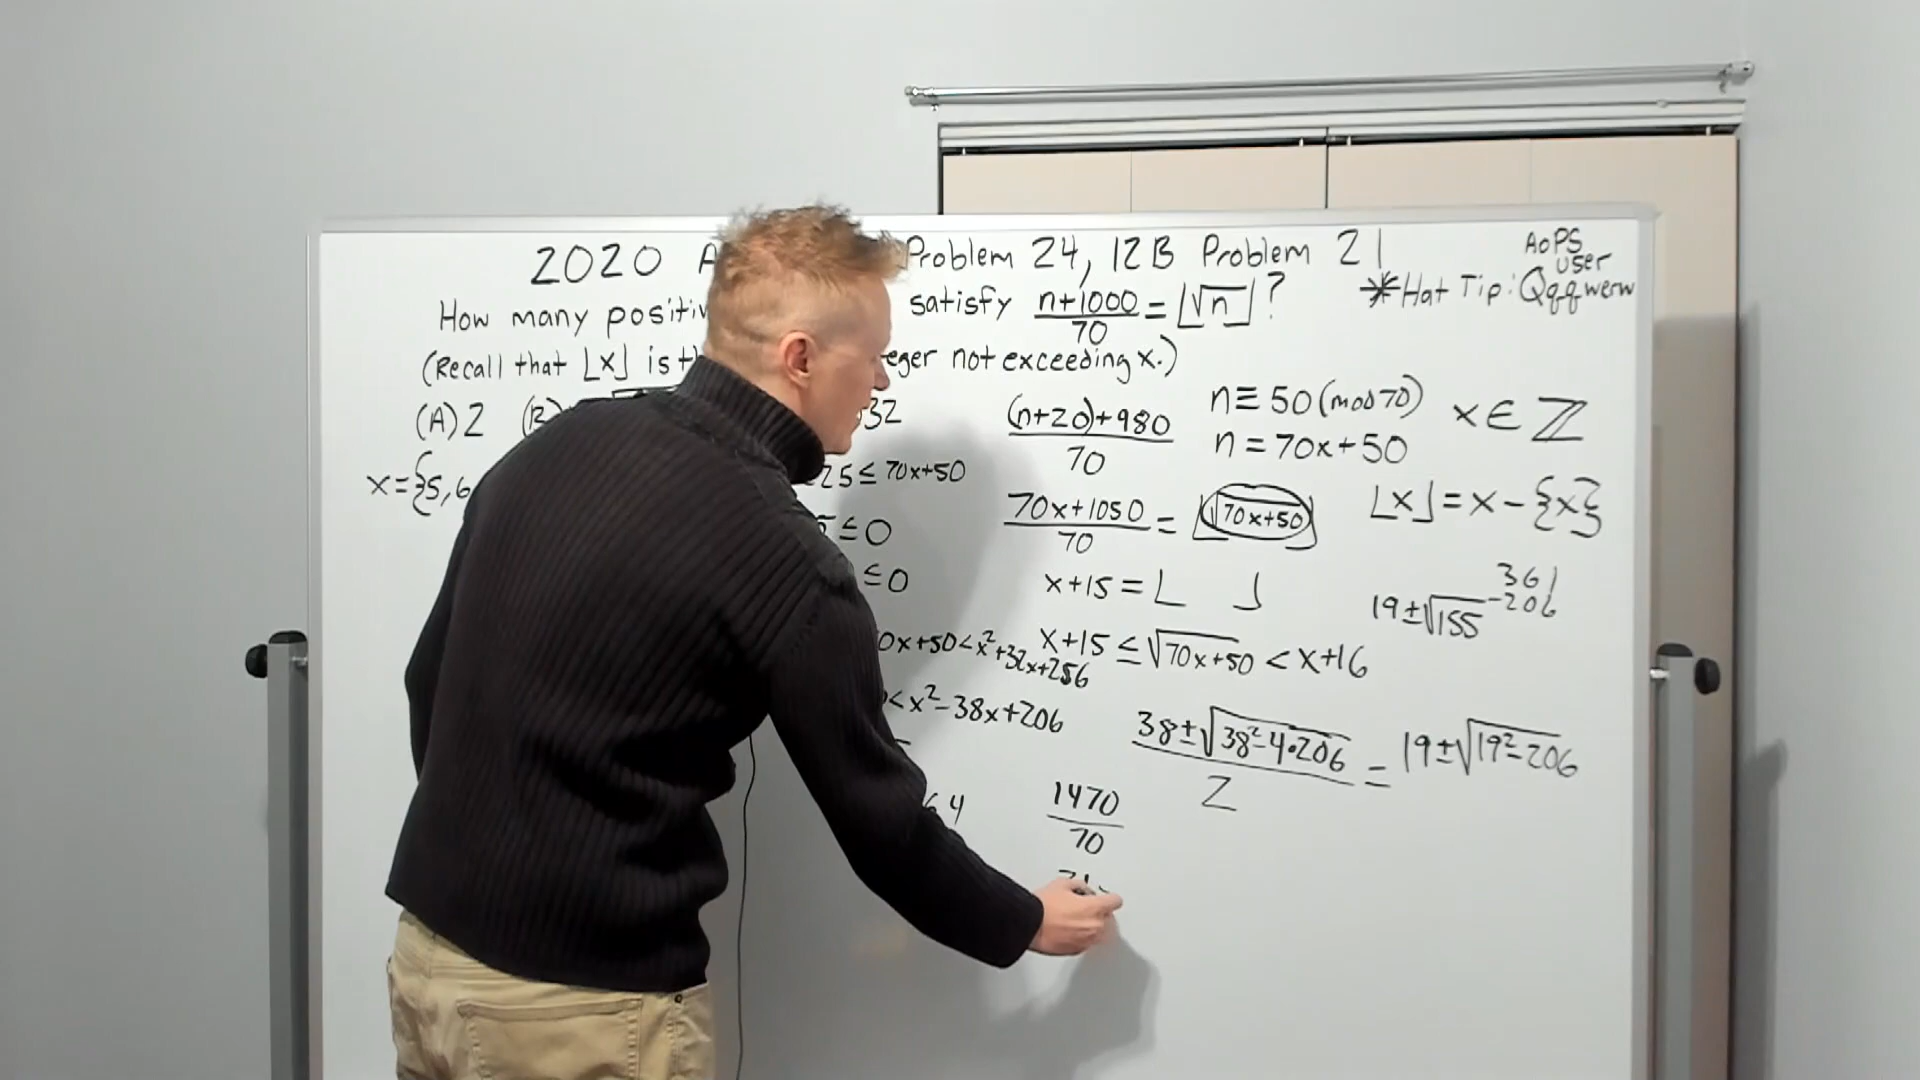 2020 A Problem 24, 12B Problem 21
AoPS
user
*Hat Tip: Qqqwerw
How many positiv satisfy (n+1000)/70 = ⌊√n⌋?
(Recall that ⌊x⌋ is th eger not exceeding x.)
(A) 2 (B) 32
x={5,6
25 ≤ 70x+50
≤ 0
≤ 0
0x+50 < x²+32x+256
< x²-38x+206
64
((n+20)+980)/70
(70x+1050)/70 = ⌊√(70x+50)⌋
x+15 = ⌊ ⌋
x+15 ≤ √(70x+50) < x+16
1470/70
n ≡ 50 (mod 70)
n = 70x+50
x ∈ ℤ
⌊x⌋ = x - {x}
361
-206
19±√155
(38±√(38²-4•206))/2 = 19±√(19²-206)